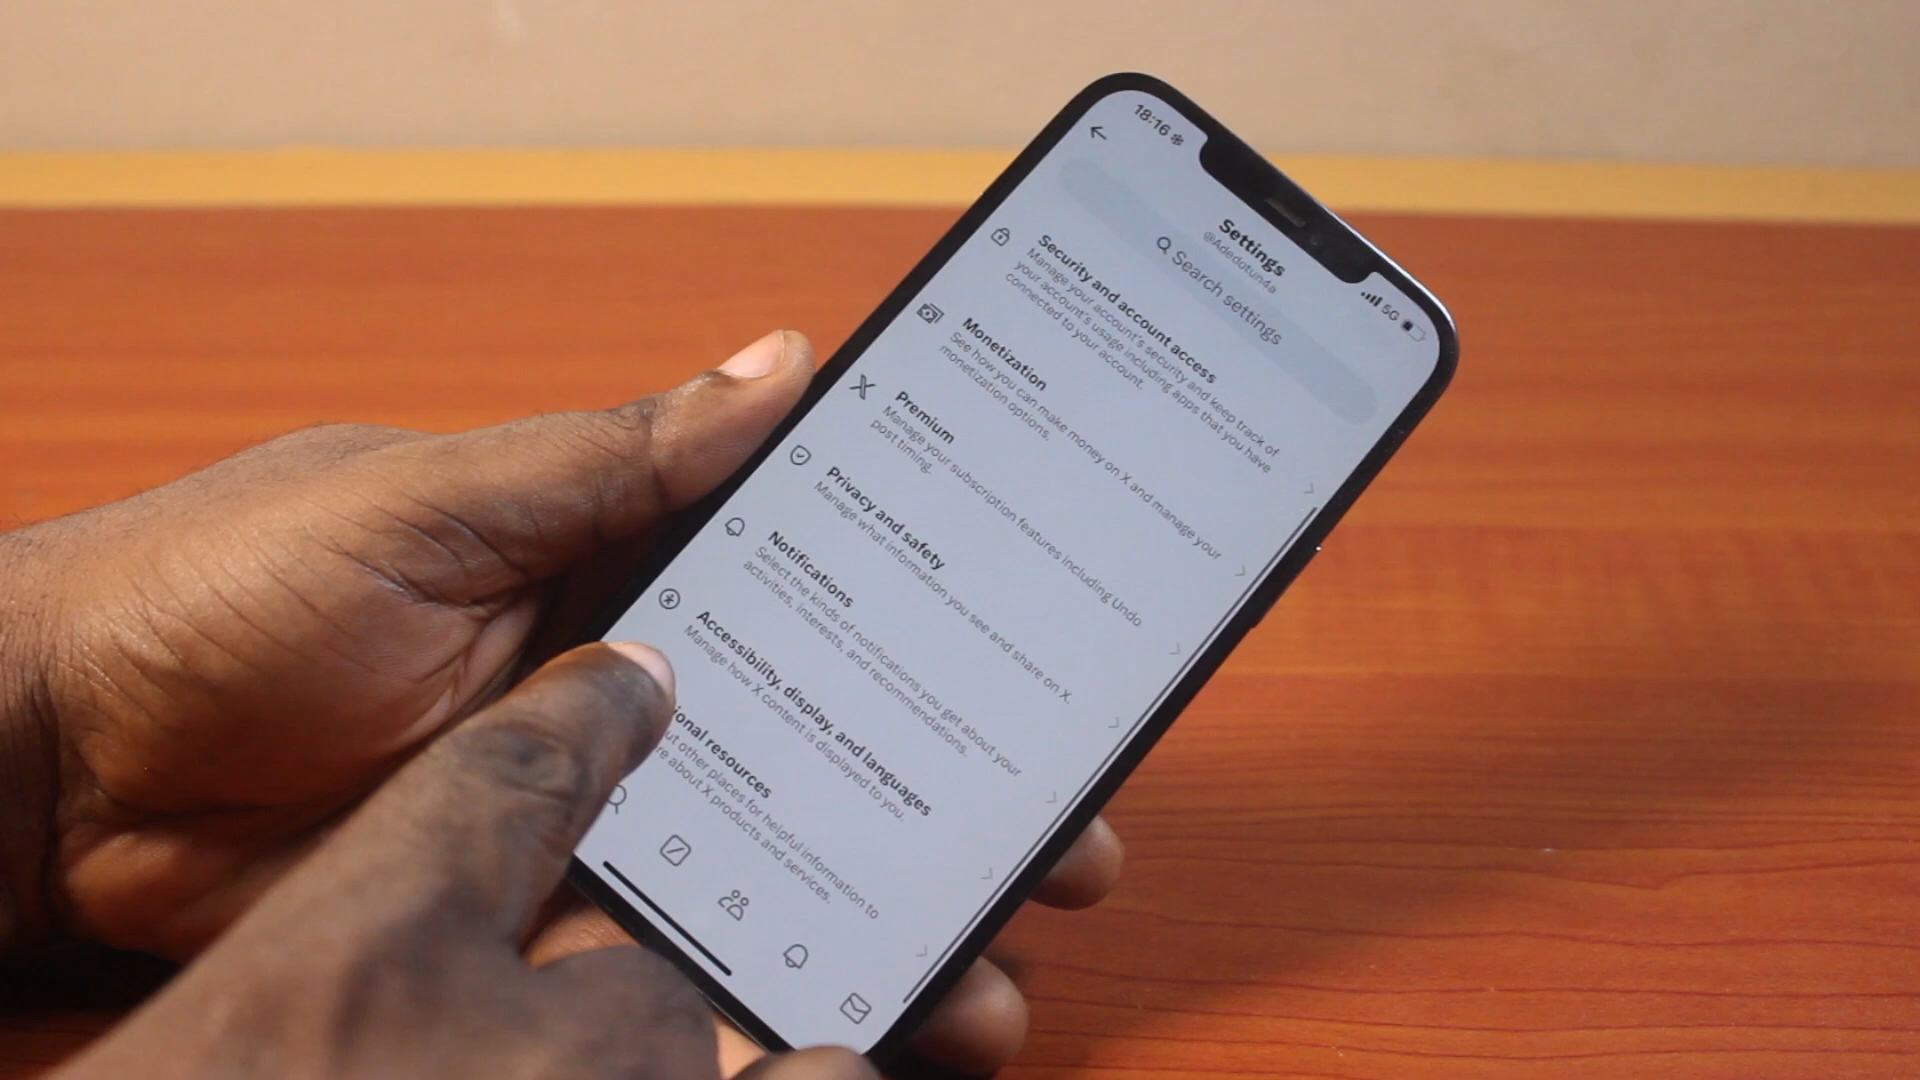 18:16
5G
Settings
@Adedotun4a
Search settings
Security and account access
Manage your account's security and keep track of
your account's usage including apps that you have
connected to your account.
Monetization
See how you can make money on X and manage your
monetization options.
Premium
Manage your subscription features including Undo
post timing.
Privacy and safety
Manage what information you see and share on X.
Notifications
Select the kinds of notifications you get about your
activities, interests, and recommendations.
Accessibility, display, and languages
Manage how X content is displayed to you.
ional resources
ut other places for helpful information to
re about X products and services.